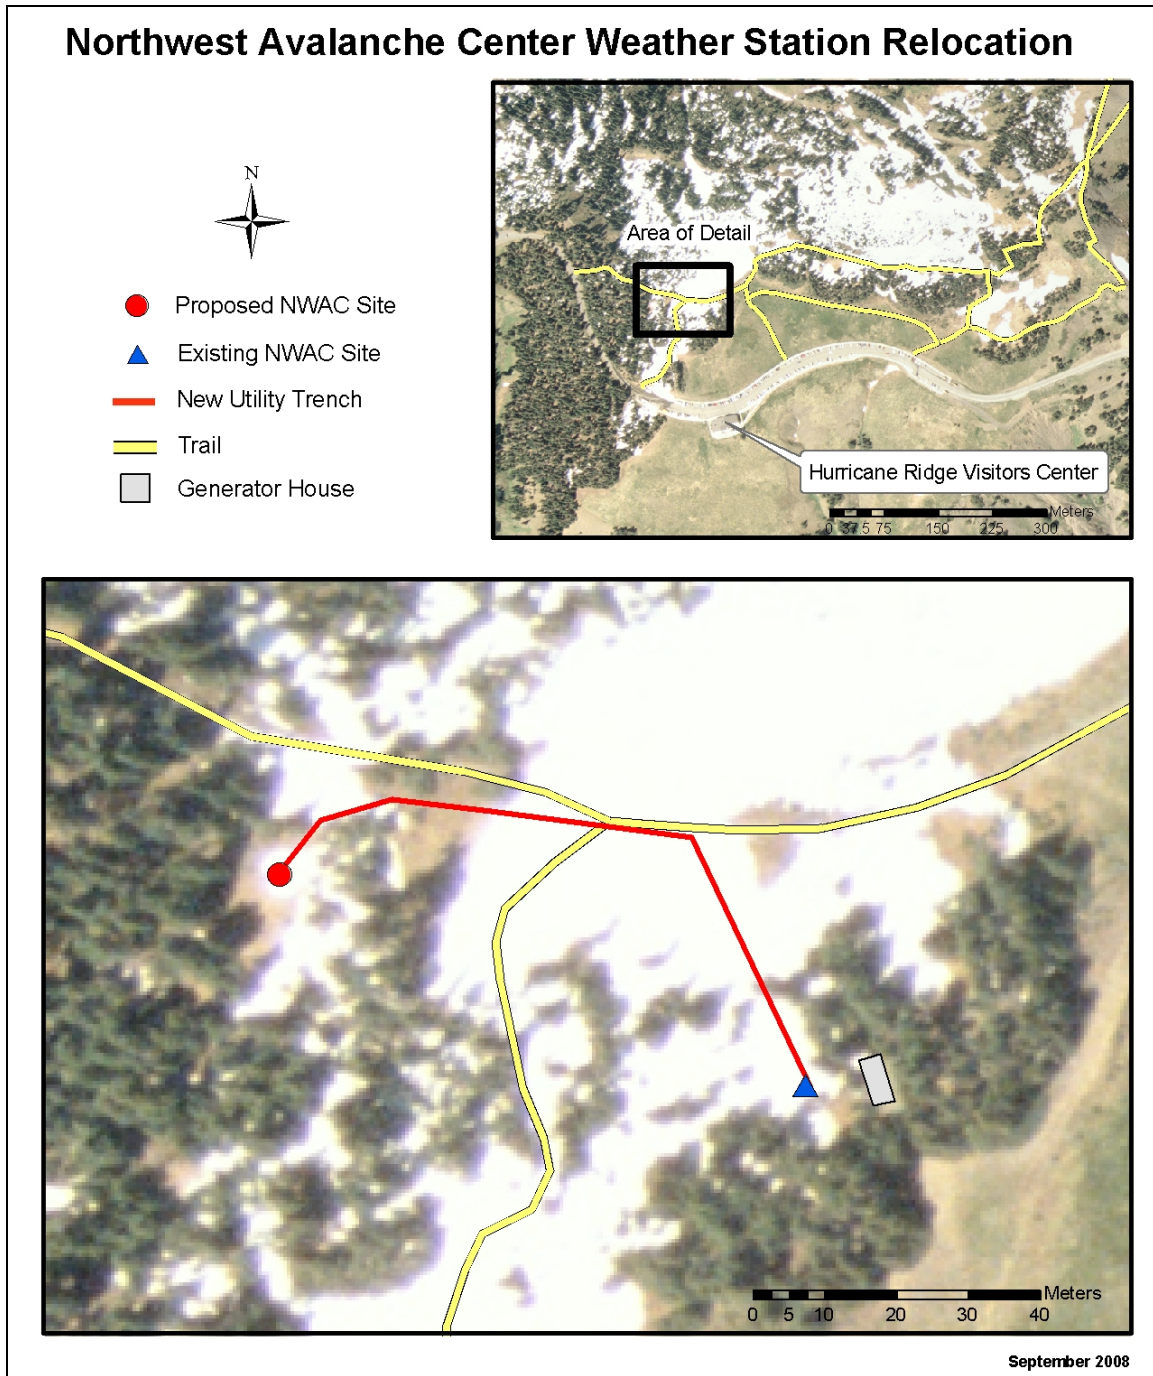 Northwest Avalanche Center Weather Station Relocation
N
Proposed NWAC Site
Existing NWAC Site
New Utility Trench
Trail
Generator House
Area of Detail
Hurricane Ridge Visitors Center
Meters
0 37.5 75 150 225 300
Meters
0 5 10 20 30 40
September 2008